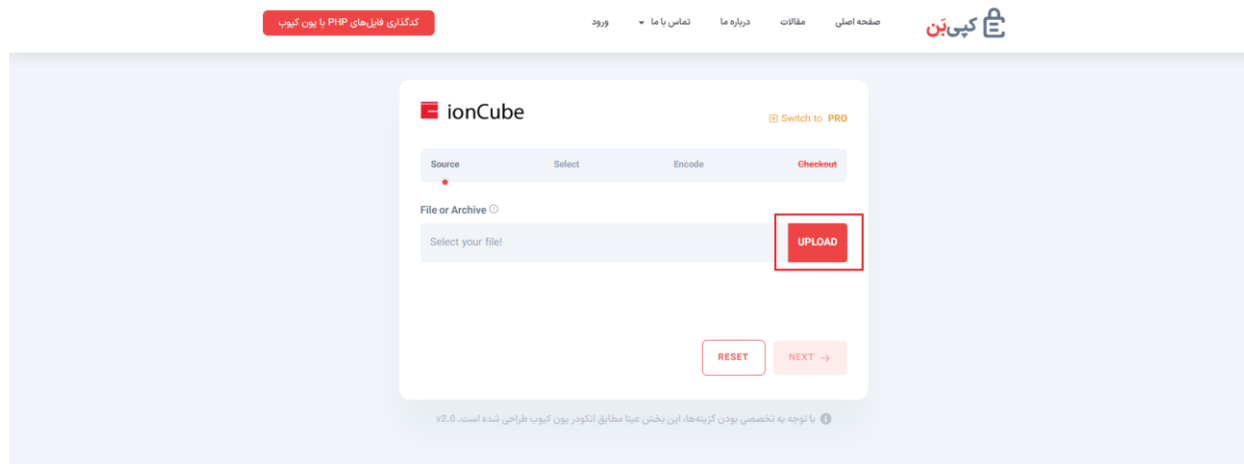 کپی‌بَن
صفحه اصلی مقالات درباره ما تماس با ما ورود
کدگذاری فایل‌های PHP با یون کیوب
ionCube
Switch to PRO
Source Select Encode Checkout
File or Archive
Select your file!
UPLOAD
RESET NEXT →
با توجه به تخصصی بودن گزینه‌ها، این بخش عینا مطابق انکودر یون کیوب طراحی شده است. v2.0